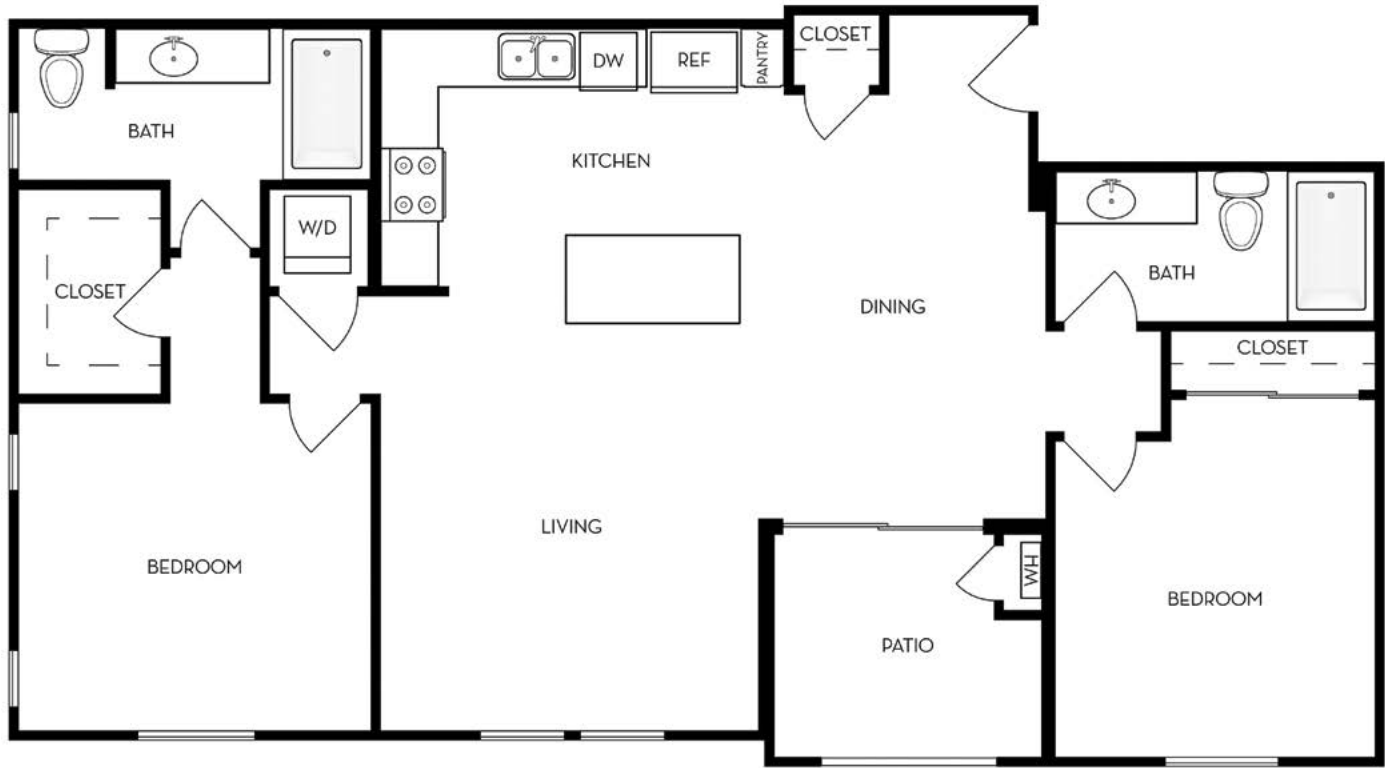 CLOSET
DW
REF
PANTRY
BATH
KITCHEN
W/D
BATH
CLOSET
DINING
CLOSET
LIVING
BEDROOM
WH
BEDROOM
PATIO